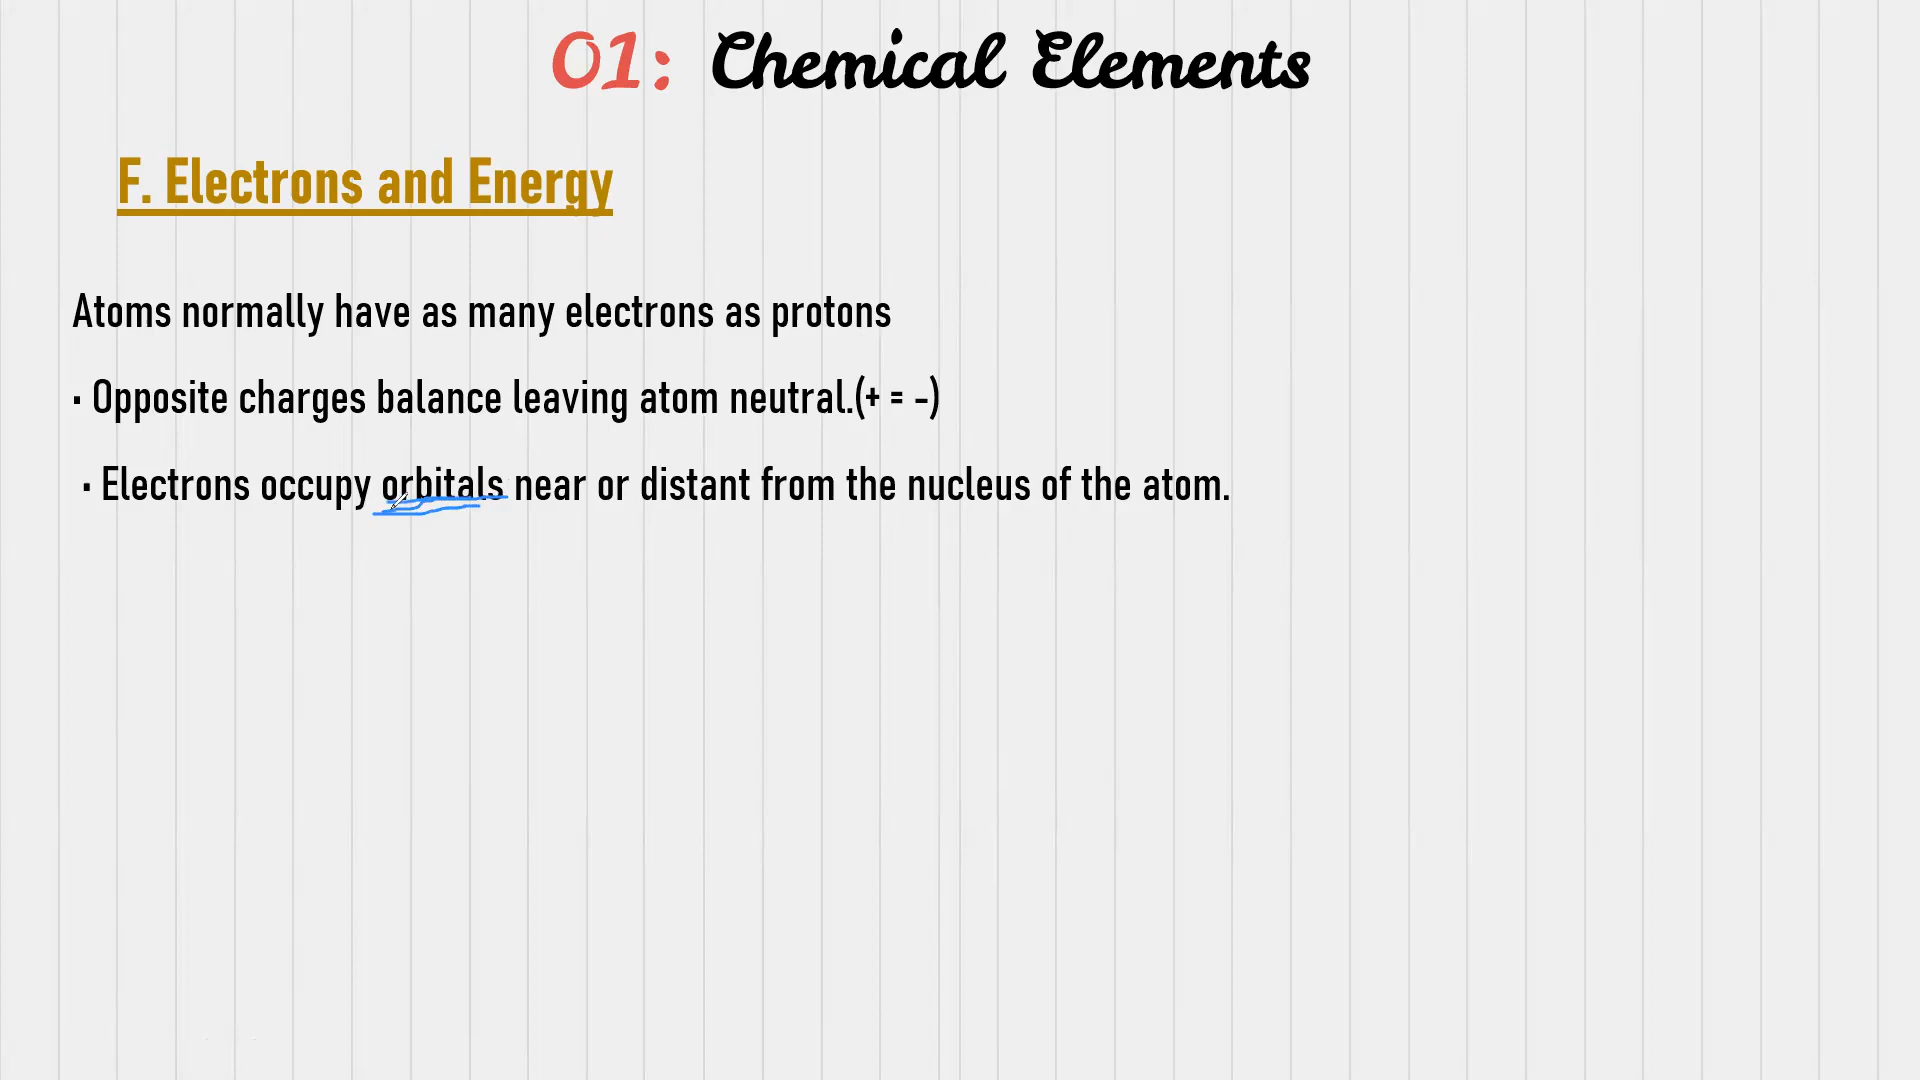 01: Chemical Elements
F. Electrons and Energy
Atoms normally have as many electrons as protons
· Opposite charges balance leaving atom neutral.(+ = -)
· Electrons occupy orbitals near or distant from the nucleus of the atom.